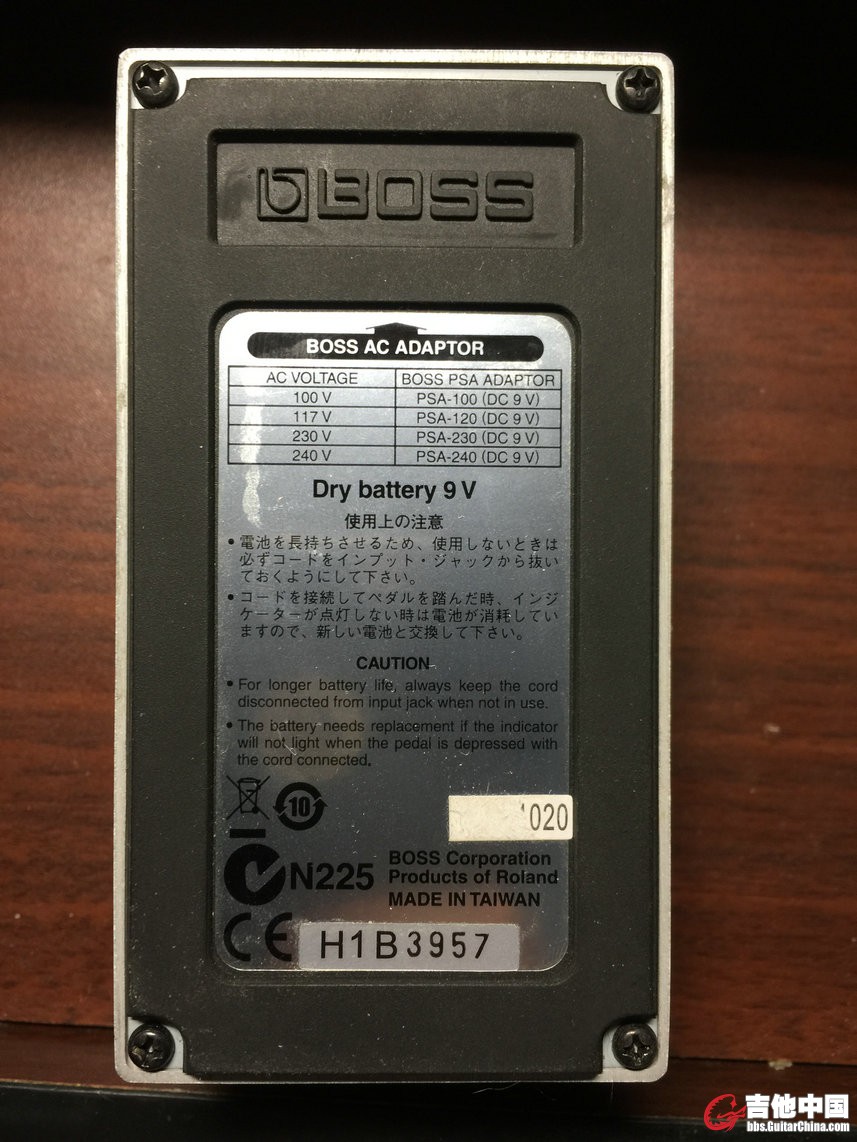 BOSS
BOSS AC ADAPTOR
AC VOLTAGE BOSS PSA ADAPTOR
100 V PSA-100 (DC 9 V)
117 V PSA-120 (DC 9 V)
230 V PSA-230 (DC 9 V)
240 V PSA-240 (DC 9 V)
Dry battery 9 V
使用上の注意
• 電池を長持ちさせるため、使用しないときは
必ずコードをインプット・ジャックから抜い
ておくようにして下さい。
• コードを接続してペダルを踏んだ時、インジ
ケーターが点灯しない時は電池が消耗してい
ますので、新しい電池と交換して下さい。
CAUTION
• For longer battery life, always keep the cord
disconnected from input jack when not in use.
• The battery needs replacement if the indicator
will not light when the pedal is depressed with
the cord connected.
10
020
N225
BOSS Corporation
Products of Roland
MADE IN TAIWAN
CE
H1B3957
吉他中国
bbs.GuitarChina.com